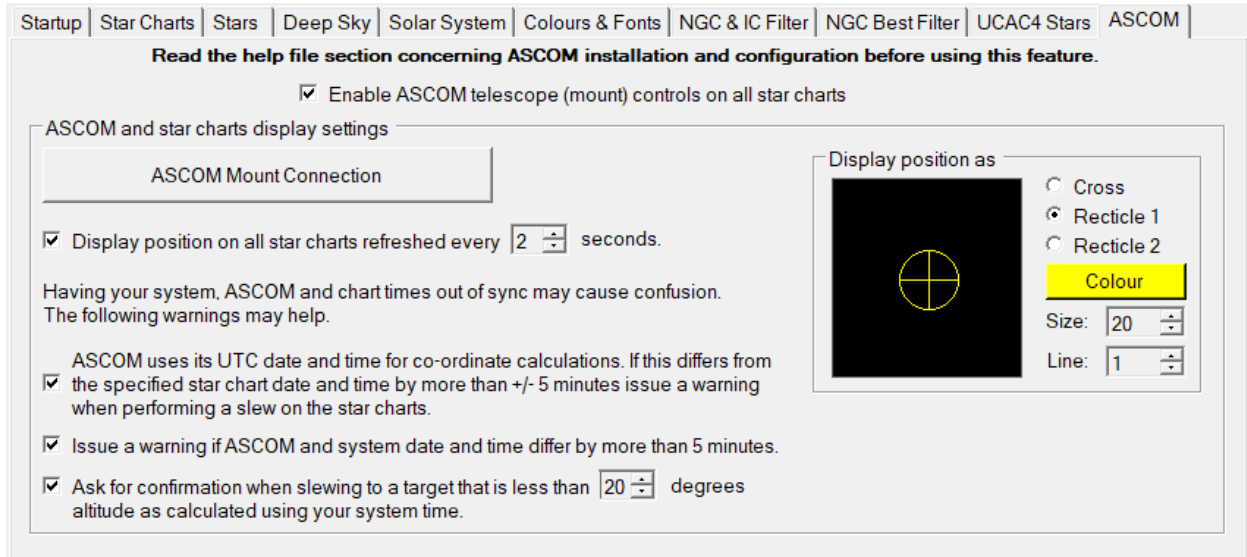 Startup Star Charts Stars Deep Sky Solar System Colours & Fonts NGC & IC Filter NGC Best Filter UCAC4 Stars ASCOM
Read the help file section concerning ASCOM installation and configuration before using this feature.
Enable ASCOM telescope (mount) controls on all star charts
ASCOM and star charts display settings
ASCOM Mount Connection
Display position on all star charts refreshed every 2 seconds.
Having your system, ASCOM and chart times out of sync may cause confusion.
The following warnings may help.
ASCOM uses its UTC date and time for co-ordinate calculations. If this differs from
the specified star chart date and time by more than +/- 5 minutes issue a warning
when performing a slew on the star charts.
Issue a warning if ASCOM and system date and time differ by more than 5 minutes.
Ask for confirmation when slewing to a target that is less than 20 degrees
altitude as calculated using your system time.
Display position as
Cross
Recticle 1
Recticle 2
Colour
Size: 20
Line: 1